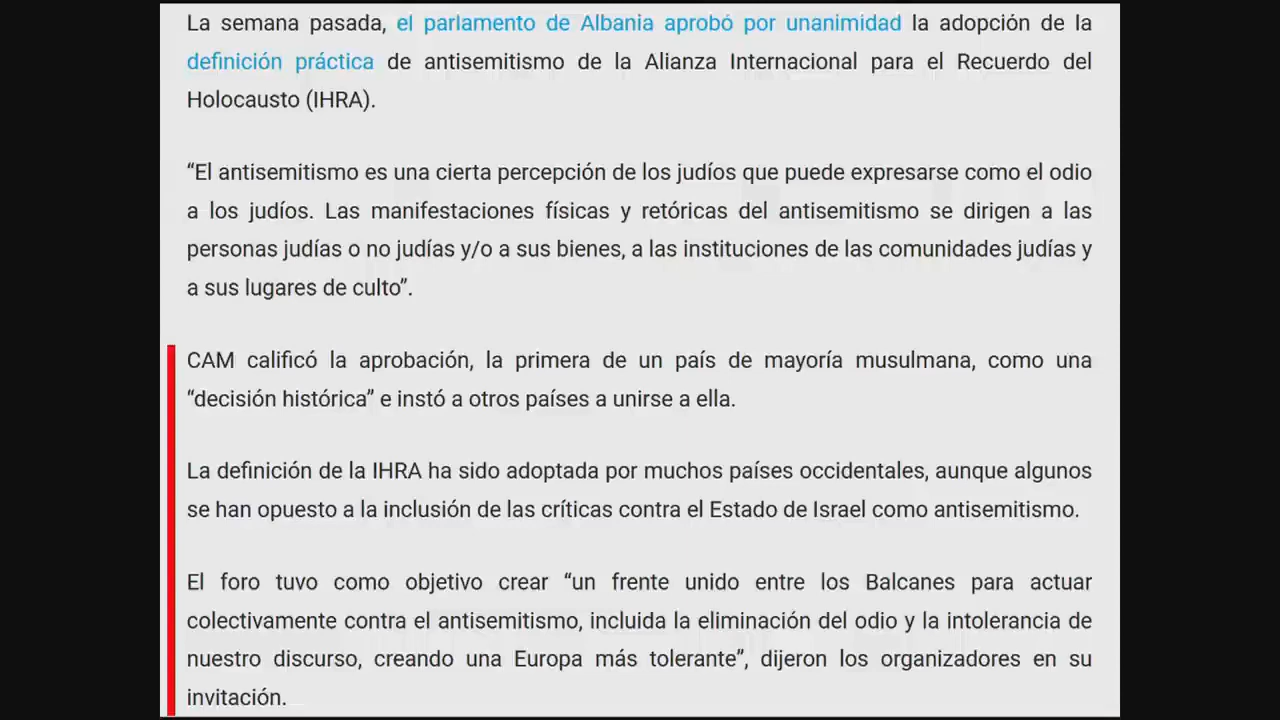 La semana pasada, el parlamento de Albania aprobó por unanimidad la adopción de la
definición práctica de antisemitismo de la Alianza Internacional para el Recuerdo del
Holocausto (IHRA).
“El antisemitismo es una cierta percepción de los judíos que puede expresarse como el odio
a los judíos. Las manifestaciones físicas y retóricas del antisemitismo se dirigen a las
personas judías o no judías y/o a sus bienes, a las instituciones de las comunidades judías y
a sus lugares de culto”.
CAM calificó la aprobación, la primera de un país de mayoría musulmana, como una
“decisión histórica” e instó a otros países a unirse a ella.
La definición de la IHRA ha sido adoptada por muchos países occidentales, aunque algunos
se han opuesto a la inclusión de las críticas contra el Estado de Israel como antisemitismo.
El foro tuvo como objetivo crear “un frente unido entre los Balcanes para actuar
colectivamente contra el antisemitismo, incluida la eliminación del odio y la intolerancia de
nuestro discurso, creando una Europa más tolerante”, dijeron los organizadores en su
invitación.